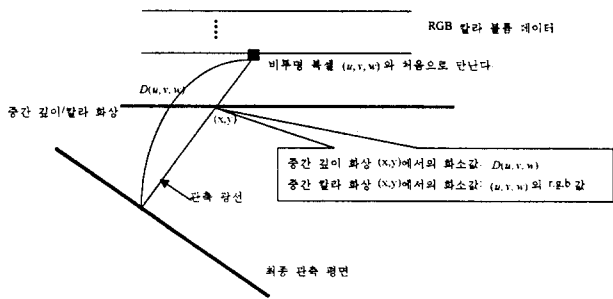 RGB 칼라 볼륨 데이터
비투명 복셀 (u,v,w)와 처음으로 만난다.
D(u,v,w)
중간 깊이/칼라 화상
(x,y)
중간 깊이 화상 (x,y)에서의 화소값: D(u,v,w)
중간 칼라 화상 (x,y)에서의 화소값: (u,v,w)의 r,g,b 값
관측 광선
최종 관측 평면